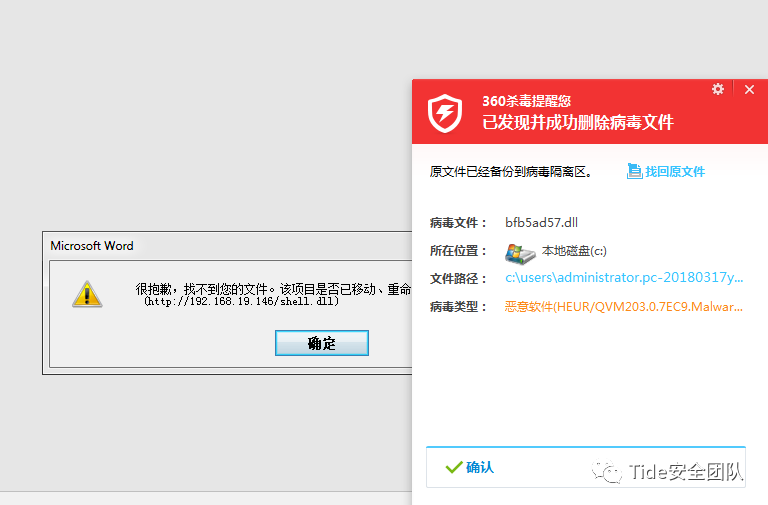 360杀毒提醒您
已发现并成功删除病毒文件
原文件已经备份到病毒隔离区。
找回原文件
病毒文件： bfb5ad57.dll
所在位置： 本地磁盘(c:)
文件路径： c:\users\administrator.pc-20180317y...
病毒类型： 恶意软件(HEUR/QVM203.0.7EC9.Malwar...
确认
Microsoft Word
很抱歉，找不到您的文件。该项目是否已移动、重命
(http://192.168.19.146/shell.dll)
确定
Tide安全团队